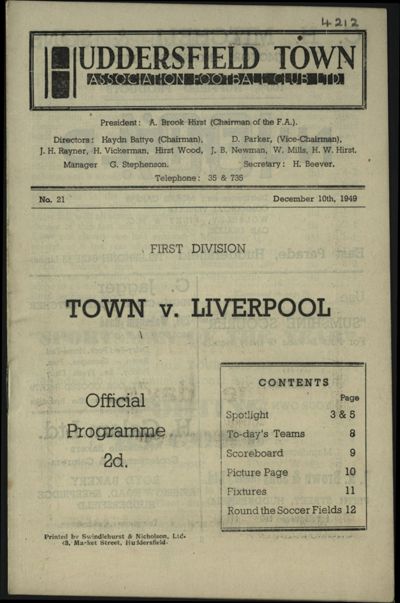 4212
HUDDERSFIELD TOWN
ASSOCIATION FOOTBALL CLUB LTD.
President: A. Brook Hirst (Chairman of the F.A.).
Directors: Haydn Battye (Chairman), D. Parker, (Vice-Chairman),
J. H. Rayner, H. Vickerman, Hirst Wood, J. B. Newman, W. Mills, H. W. Hirst.
Manager G. Stephenson. Secretary: H. Beever.
Telephone: 35 & 735
No. 21 December 10th, 1949
FIRST DIVISION
TOWN v. LIVERPOOL
Official
Programme
2d.
CONTENTS
Page
Spotlight 3 & 5
To-day's Teams 8
Scoreboard 9
Picture Page 10
Fixtures 11
Round the Soccer Fields 12
Printed by Swindlehurst & Nicholson, Ltd.
43, Market Street, Huddersfield.